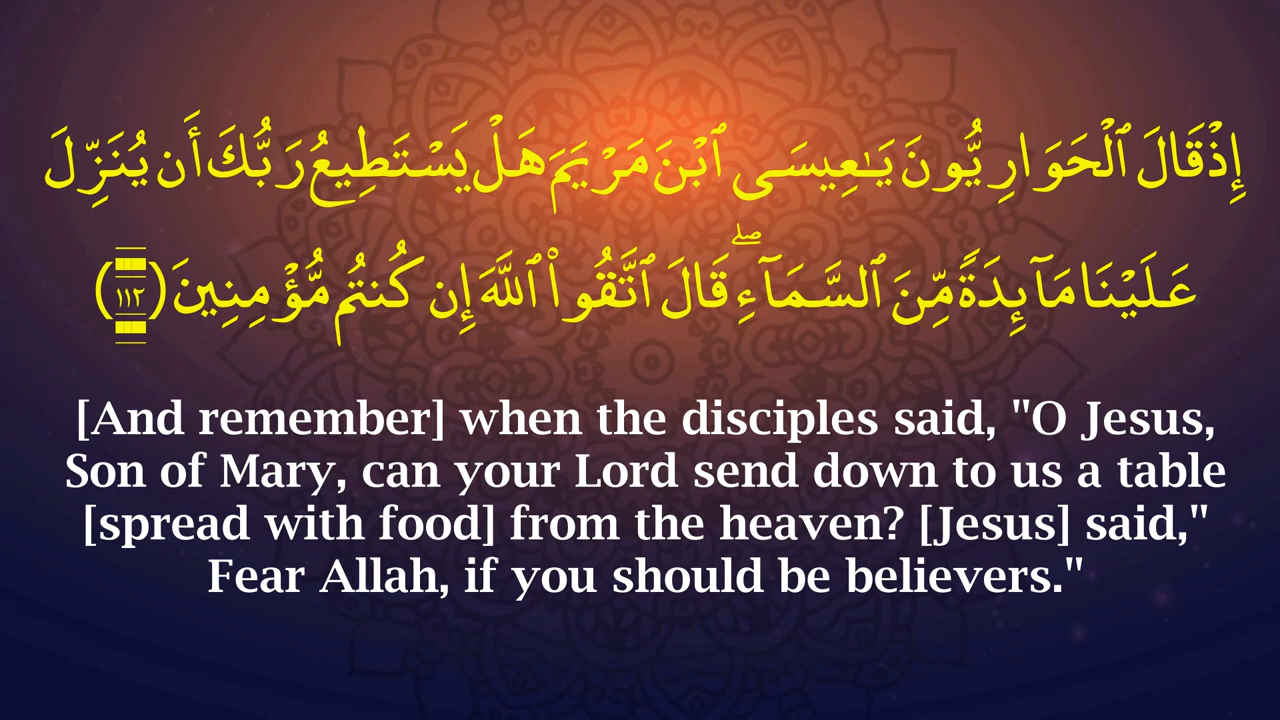 إِذْ قَالَ ٱلْحَوَارِيُّونَ يَـٰعِيسَى ٱبْنَ مَرْيَمَ هَلْ يَسْتَطِيعُ رَبُّكَ أَن يُنَزِّلَ
عَلَيْنَا مَآئِدَةً مِّنَ ٱلسَّمَآءِ ۖ قَالَ ٱتَّقُوا۟ ٱللَّهَ إِن كُنتُم مُّؤْمِنِينَ (١١٢)
[And remember] when the disciples said, "O Jesus,
Son of Mary, can your Lord send down to us a table
[spread with food] from the heaven? [Jesus] said,"
Fear Allah, if you should be believers."